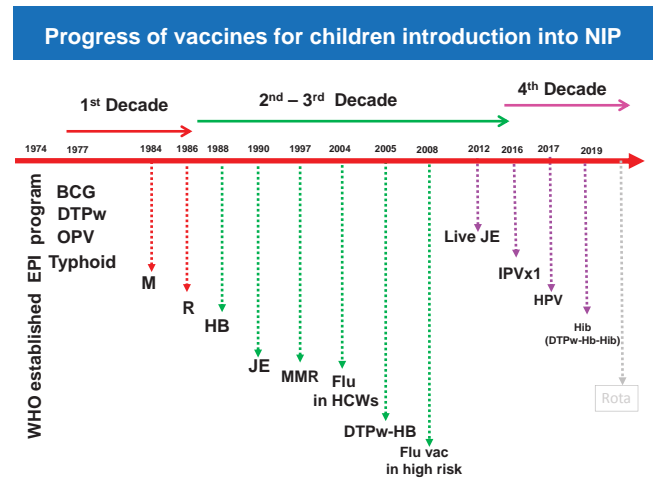 Progress of vaccines for children introduction into NIP
1st Decade
2nd – 3rd Decade
4th Decade
1974
1977
1984
1986
1988
1990
1997
2004
2005
2008
2012
2016
2017
2019
WHO established EPI program
BCG
DTPw
OPV
Typhoid
M
R
HB
JE
MMR
Flu
in HCWs
DTPw-HB
Flu vac
in high risk
Live JE
IPVx1
HPV
Hib
(DTPw-Hb-Hib)
Rota